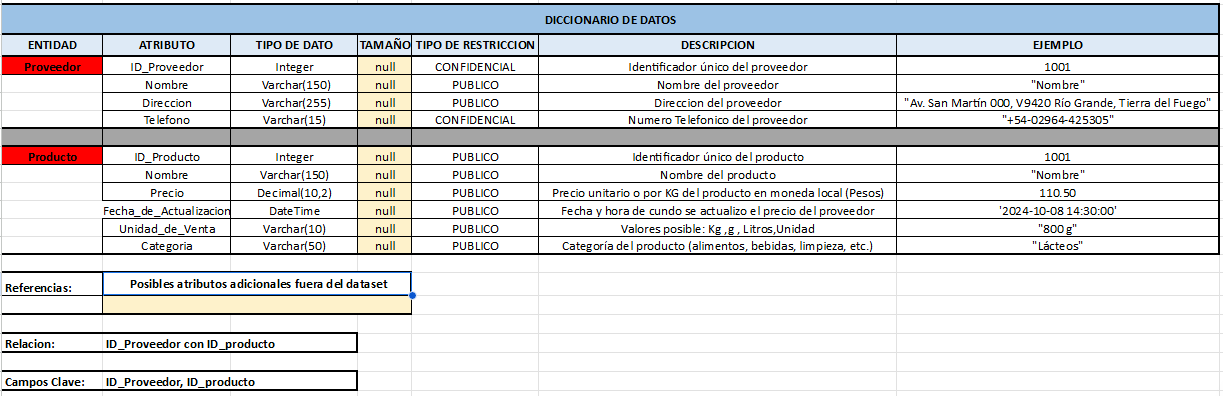 DICCIONARIO DE DATOS
ENTIDAD ATRIBUTO TIPO DE DATO TAMAÑO TIPO DE RESTRICCION DESCRIPCION EJEMPLO
Proveedor ID_Proveedor Integer null CONFIDENCIAL Identificador único del proveedor 1001
Nombre Varchar(150) null PUBLICO Nombre del proveedor "Nombre"
Direccion Varchar(255) null PUBLICO Direccion del proveedor "Av. San Martín 000, V9420 Río Grande, Tierra del Fuego"
Telefono Varchar(15) null CONFIDENCIAL Numero Telefonico del proveedor "+54-02964-425305"
Producto ID_Producto Integer null PUBLICO Identificador único del producto 1001
Nombre Varchar(150) null PUBLICO Nombre del producto "Nombre"
Precio Decimal(10,2) null PUBLICO Precio unitario o por KG del producto en moneda local (Pesos) 110.50
Fecha_de_Actualizacion DateTime null PUBLICO Fecha y hora de cundo se actualizo el precio del proveedor '2024-10-08 14:30:00'
Unidad_de_Venta Varchar(10) null PUBLICO Valores posible: Kg ,g , Litros,Unidad "800 g"
Categoria Varchar(50) null PUBLICO Categoría del producto (alimentos, bebidas, limpieza, etc.) "Lácteos"
Referencias: Posibles atributos adicionales fuera del dataset
Relacion: ID_Proveedor con ID_producto
Campos Clave: ID_Proveedor, ID_producto